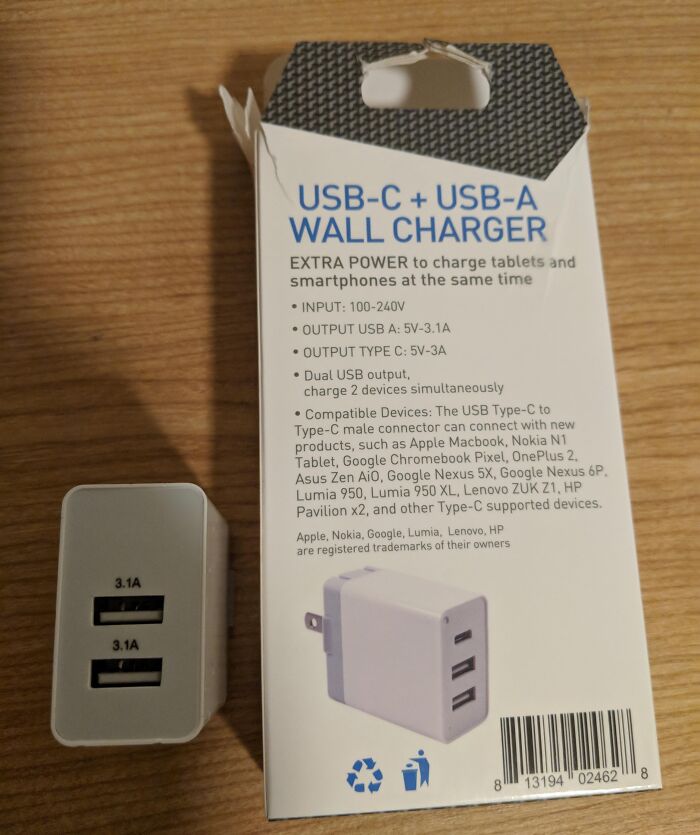 USB-C + USB-A
WALL CHARGER
EXTRA POWER to charge tablets and
smartphones at the same time
• INPUT: 100-240V
• OUTPUT USB A: 5V-3.1A
• OUTPUT TYPE C: 5V-3A
• Dual USB output,
charge 2 devices simultaneously
• Compatible Devices: The USB Type-C to
Type-C male connector can connect with new
products, such as Apple Macbook, Nokia N1
Tablet, Google Chromebook Pixel, OnePlus 2,
Asus Zen AiO, Google Nexus 5X, Google Nexus 6P,
Lumia 950, Lumia 950 XL, Lenovo ZUK Z1, HP
Pavilion x2, and other Type-C supported devices.
Apple, Nokia, Google, Lumia, Lenovo, HP
are registered trademarks of their owners
3.1A
3.1A
8 13194 02462 8